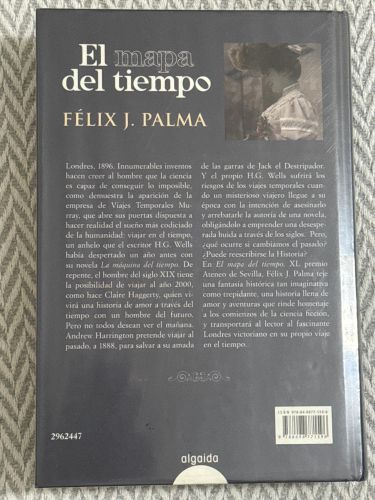 El mapa
del tiempo
FÉLIX J. PALMA
Londres, 1896. Innumerables inventos
hacen creer al hombre que la ciencia
es capaz de conseguir lo imposible,
como demuestra la aparición de la
empresa de Viajes Temporales Mu-
rray, que abre sus puertas dispuesta a
hacer realidad el sueño más codiciado
de la humanidad: viajar en el tiempo,
un anhelo que el escritor H.G. Wells
había despertado un año antes con
su novela La máquina del tiempo. De
repente, el hombre del siglo XIX tiene
la posibilidad de viajar al año 2000,
como hace Claire Haggerty, quien vi
virá una historia de amor a través del
tiempo con un hombre del futuro.
Pero no todos desean ver el mañana.
Andrew Harrington pretende viajar al
pasado, a 1888, para salvar a su amada
de las garras de Jack el Destripador.
Y el propio H.G. Wells sufrirá los
riesgos de los viajes temporales cuan-
do un misterioso viajero llegue a su
época con la intención de asesinarlo
y arrebatarle la autoría de una novela,
obligándolo a emprender una desespe-
rada huida a través de los siglos. Pero,
¿qué ocurre si cambiamos el pasado?
¿Puede reescribirse la Historia?
En El mapa del tiempo, XL premio
Ateneo de Sevilla, Félix J. Palma teje
una fantasía histórica tan imaginativa
como trepidante, una historia llena de
amor y aventuras que rinde homenaje
a los comienzos de la ciencia ficción,
y transportará al lector al fascinante
Londres victoriano en su propio viaje
en el tiempo.
2962447
algaida